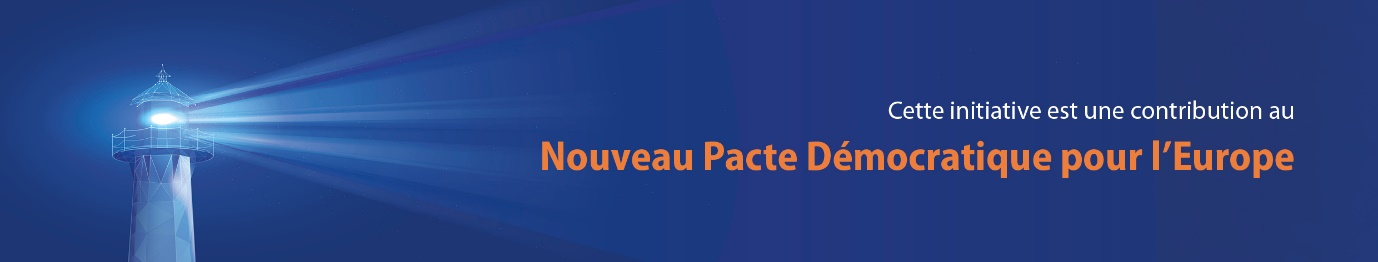 Cette initiative est une contribution au
Nouveau Pacte Démocratique pour l’Europe